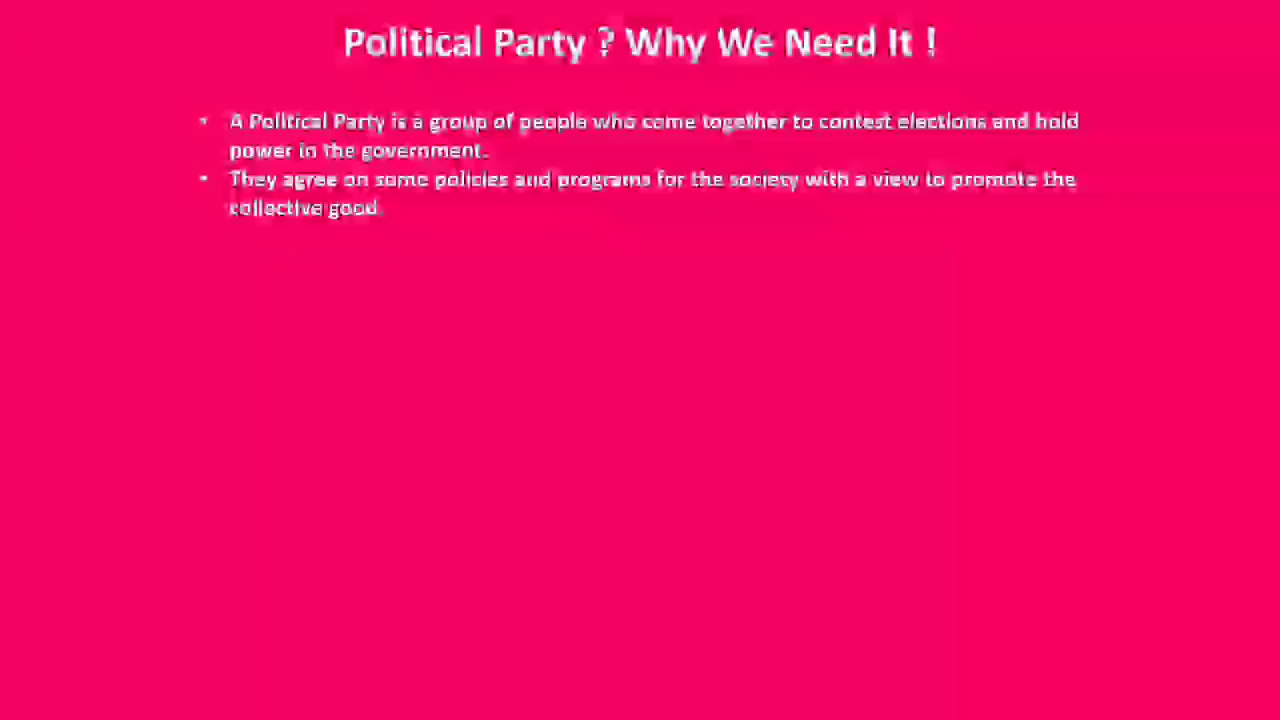 Political Party ? Why We Need It !
• A Political Party is a group of people who come together to contest elections and hold
power in the government.
• They agree on some policies and programs for the society with a view to promote the
collective good.